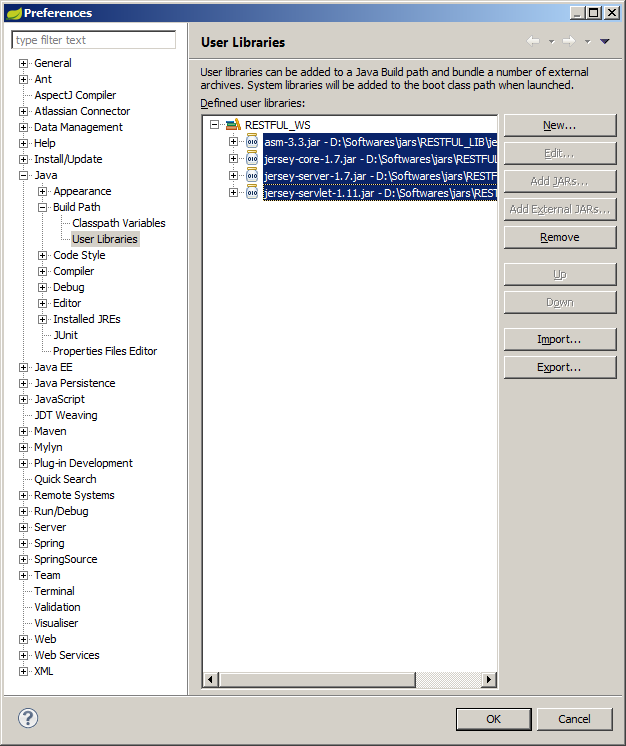 Preferences
type filter text
General
Ant
AspectJ Compiler
Atlassian Connector
Data Management
Help
Install/Update
Java
Appearance
Build Path
Classpath Variables
User Libraries
Code Style
Compiler
Debug
Editor
Installed JREs
JUnit
Properties Files Editor
Java EE
Java Persistence
JavaScript
JDT Weaving
Maven
Mylyn
Plug-in Development
Quick Search
Remote Systems
Run/Debug
Server
Spring
SpringSource
Team
Terminal
Validation
Visualiser
Web
Web Services
XML
User Libraries
User libraries can be added to a Java Build path and bundle a number of external
archives. System libraries will be added to the boot class path when launched.
Defined user libraries:
RESTFUL_WS
asm-3.3.jar - D:\Softwares\jars\RESTFUL_LIB\je
jersey-core-1.7.jar - D:\Softwares\jars\RESTF
jersey-server-1.7.jar - D:\Softwares\jars\RESTF
jersey-servlet-1.11.jar - D:\Softwares\jars\REST
New...
Edit...
Add JARs...
Add External JARs...
Remove
Up
Down
Import...
Export...
?
OK
Cancel